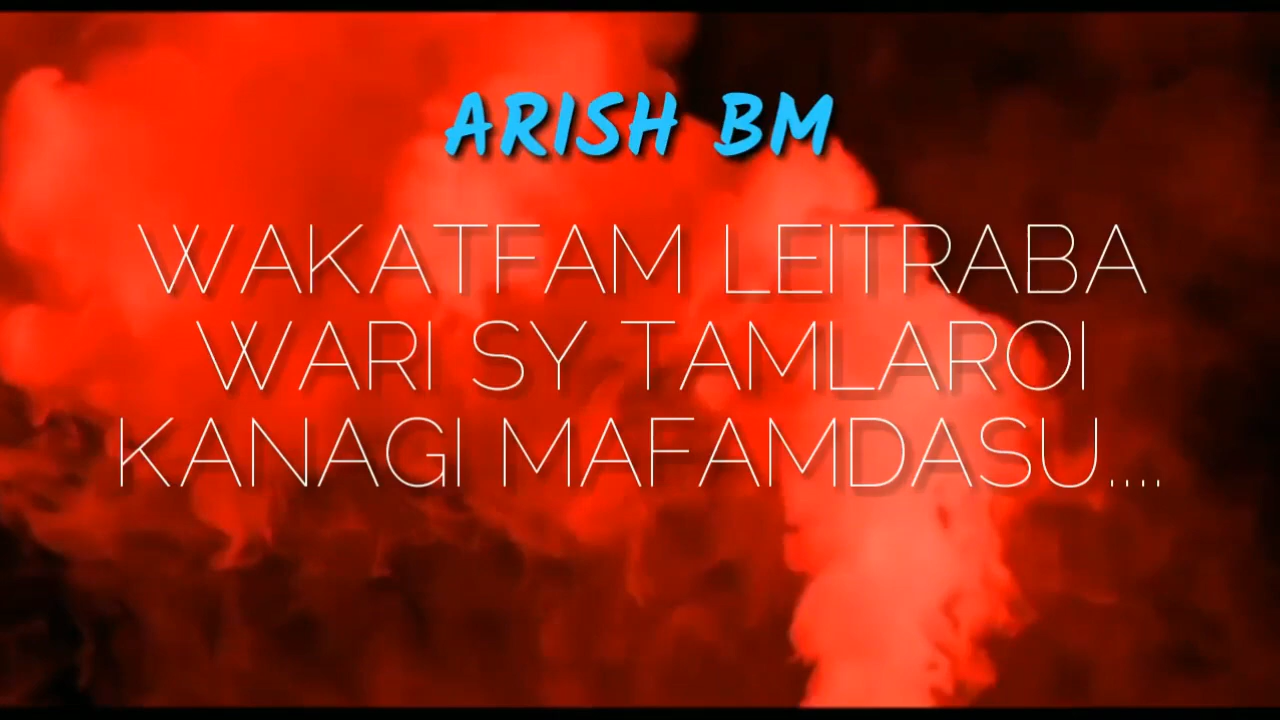 ARISH BM
WAKATFAM LEITRABA
WARI SY TAMLAROI
KANAGI MAFAMDASU....